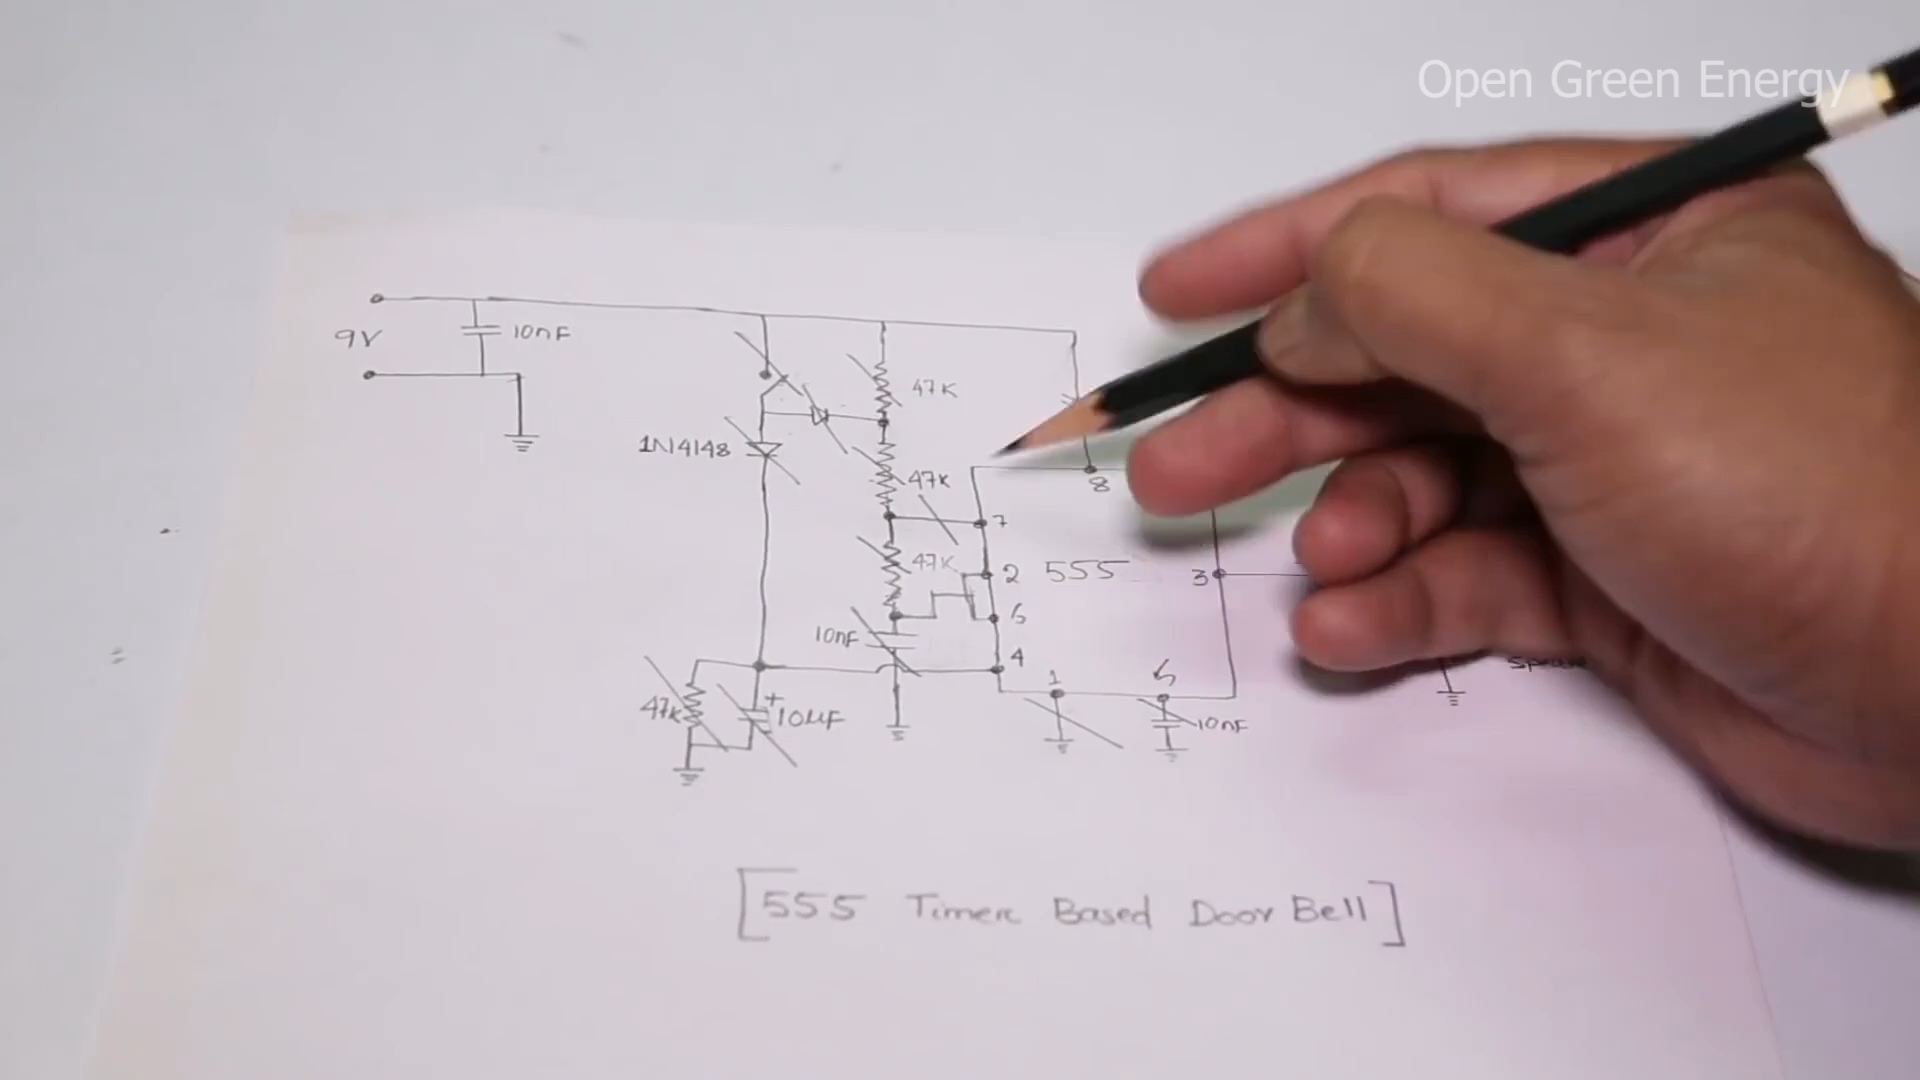 Open Green Energy
9V
10nF
47K
1N4148
47K
8
7
47K
2
555
3
6
10nF
4
1
5
47K
+
10µF
10nF
[555 Timer Based Door Bell]